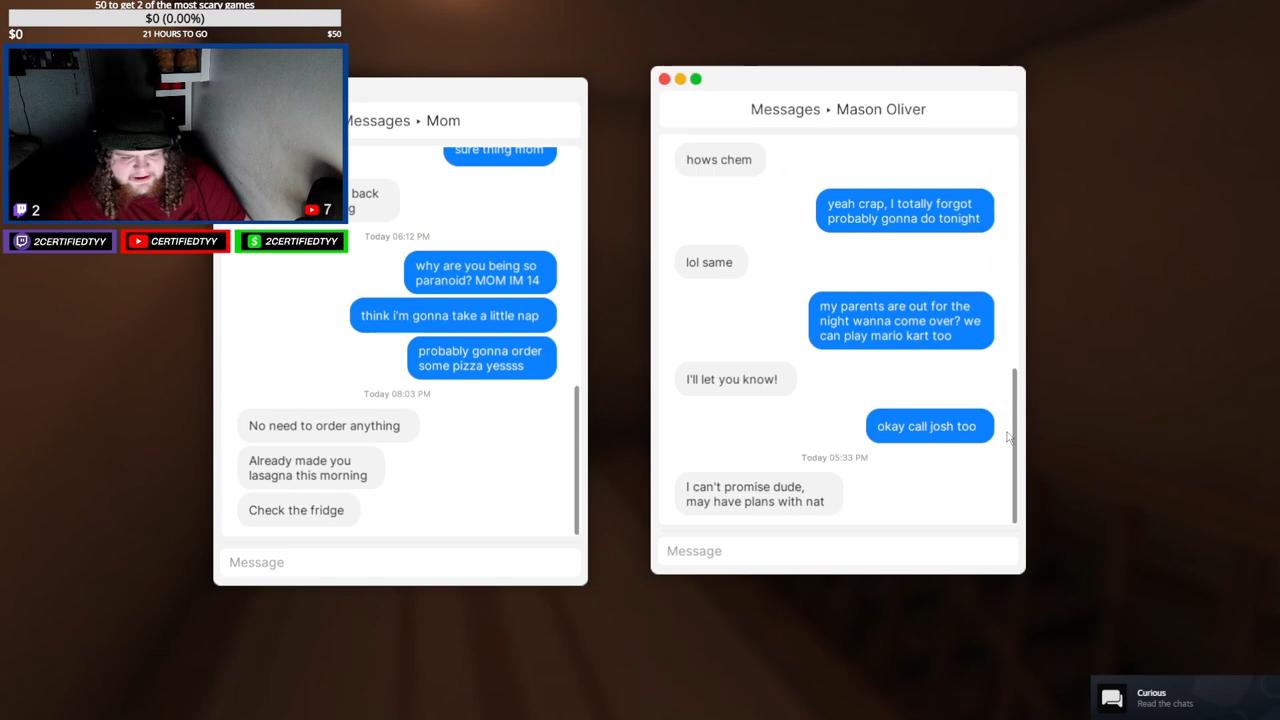 50 to get 2 of the most scary games
$0 (0.00%)
$0
21 HOURS TO GO
$50
2
7
2CERTIFIEDTYY
CERTIFIEDTYY
2CERTIFIEDTYY
Messages ▸ Mom
sure thing mom
back
g
Today 06:12 PM
why are you being so
paranoid? MOM IM 14
think i'm gonna take a little nap
probably gonna order
some pizza yessss
Today 08:03 PM
No need to order anything
Already made you
lasagna this morning
Check the fridge
Message
Messages ▸ Mason Oliver
hows chem
yeah crap, I totally forgot
probably gonna do tonight
lol same
my parents are out for the
night wanna come over? we
can play mario kart too
I'll let you know!
okay call josh too
Today 05:33 PM
I can't promise dude,
may have plans with nat
Message
Curious
Read the chats